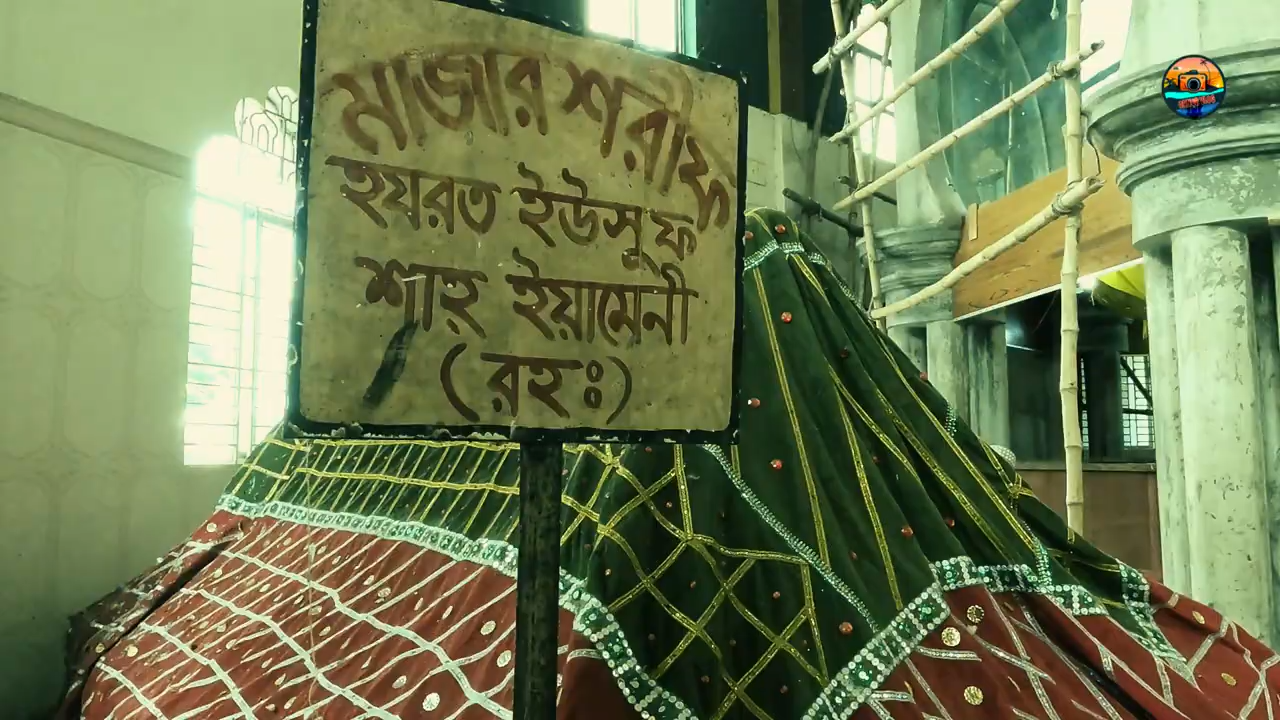 মাজার শরীফ
হযরত ইউসুফ
শাহ্ ইয়ামেনী
(রহঃ)